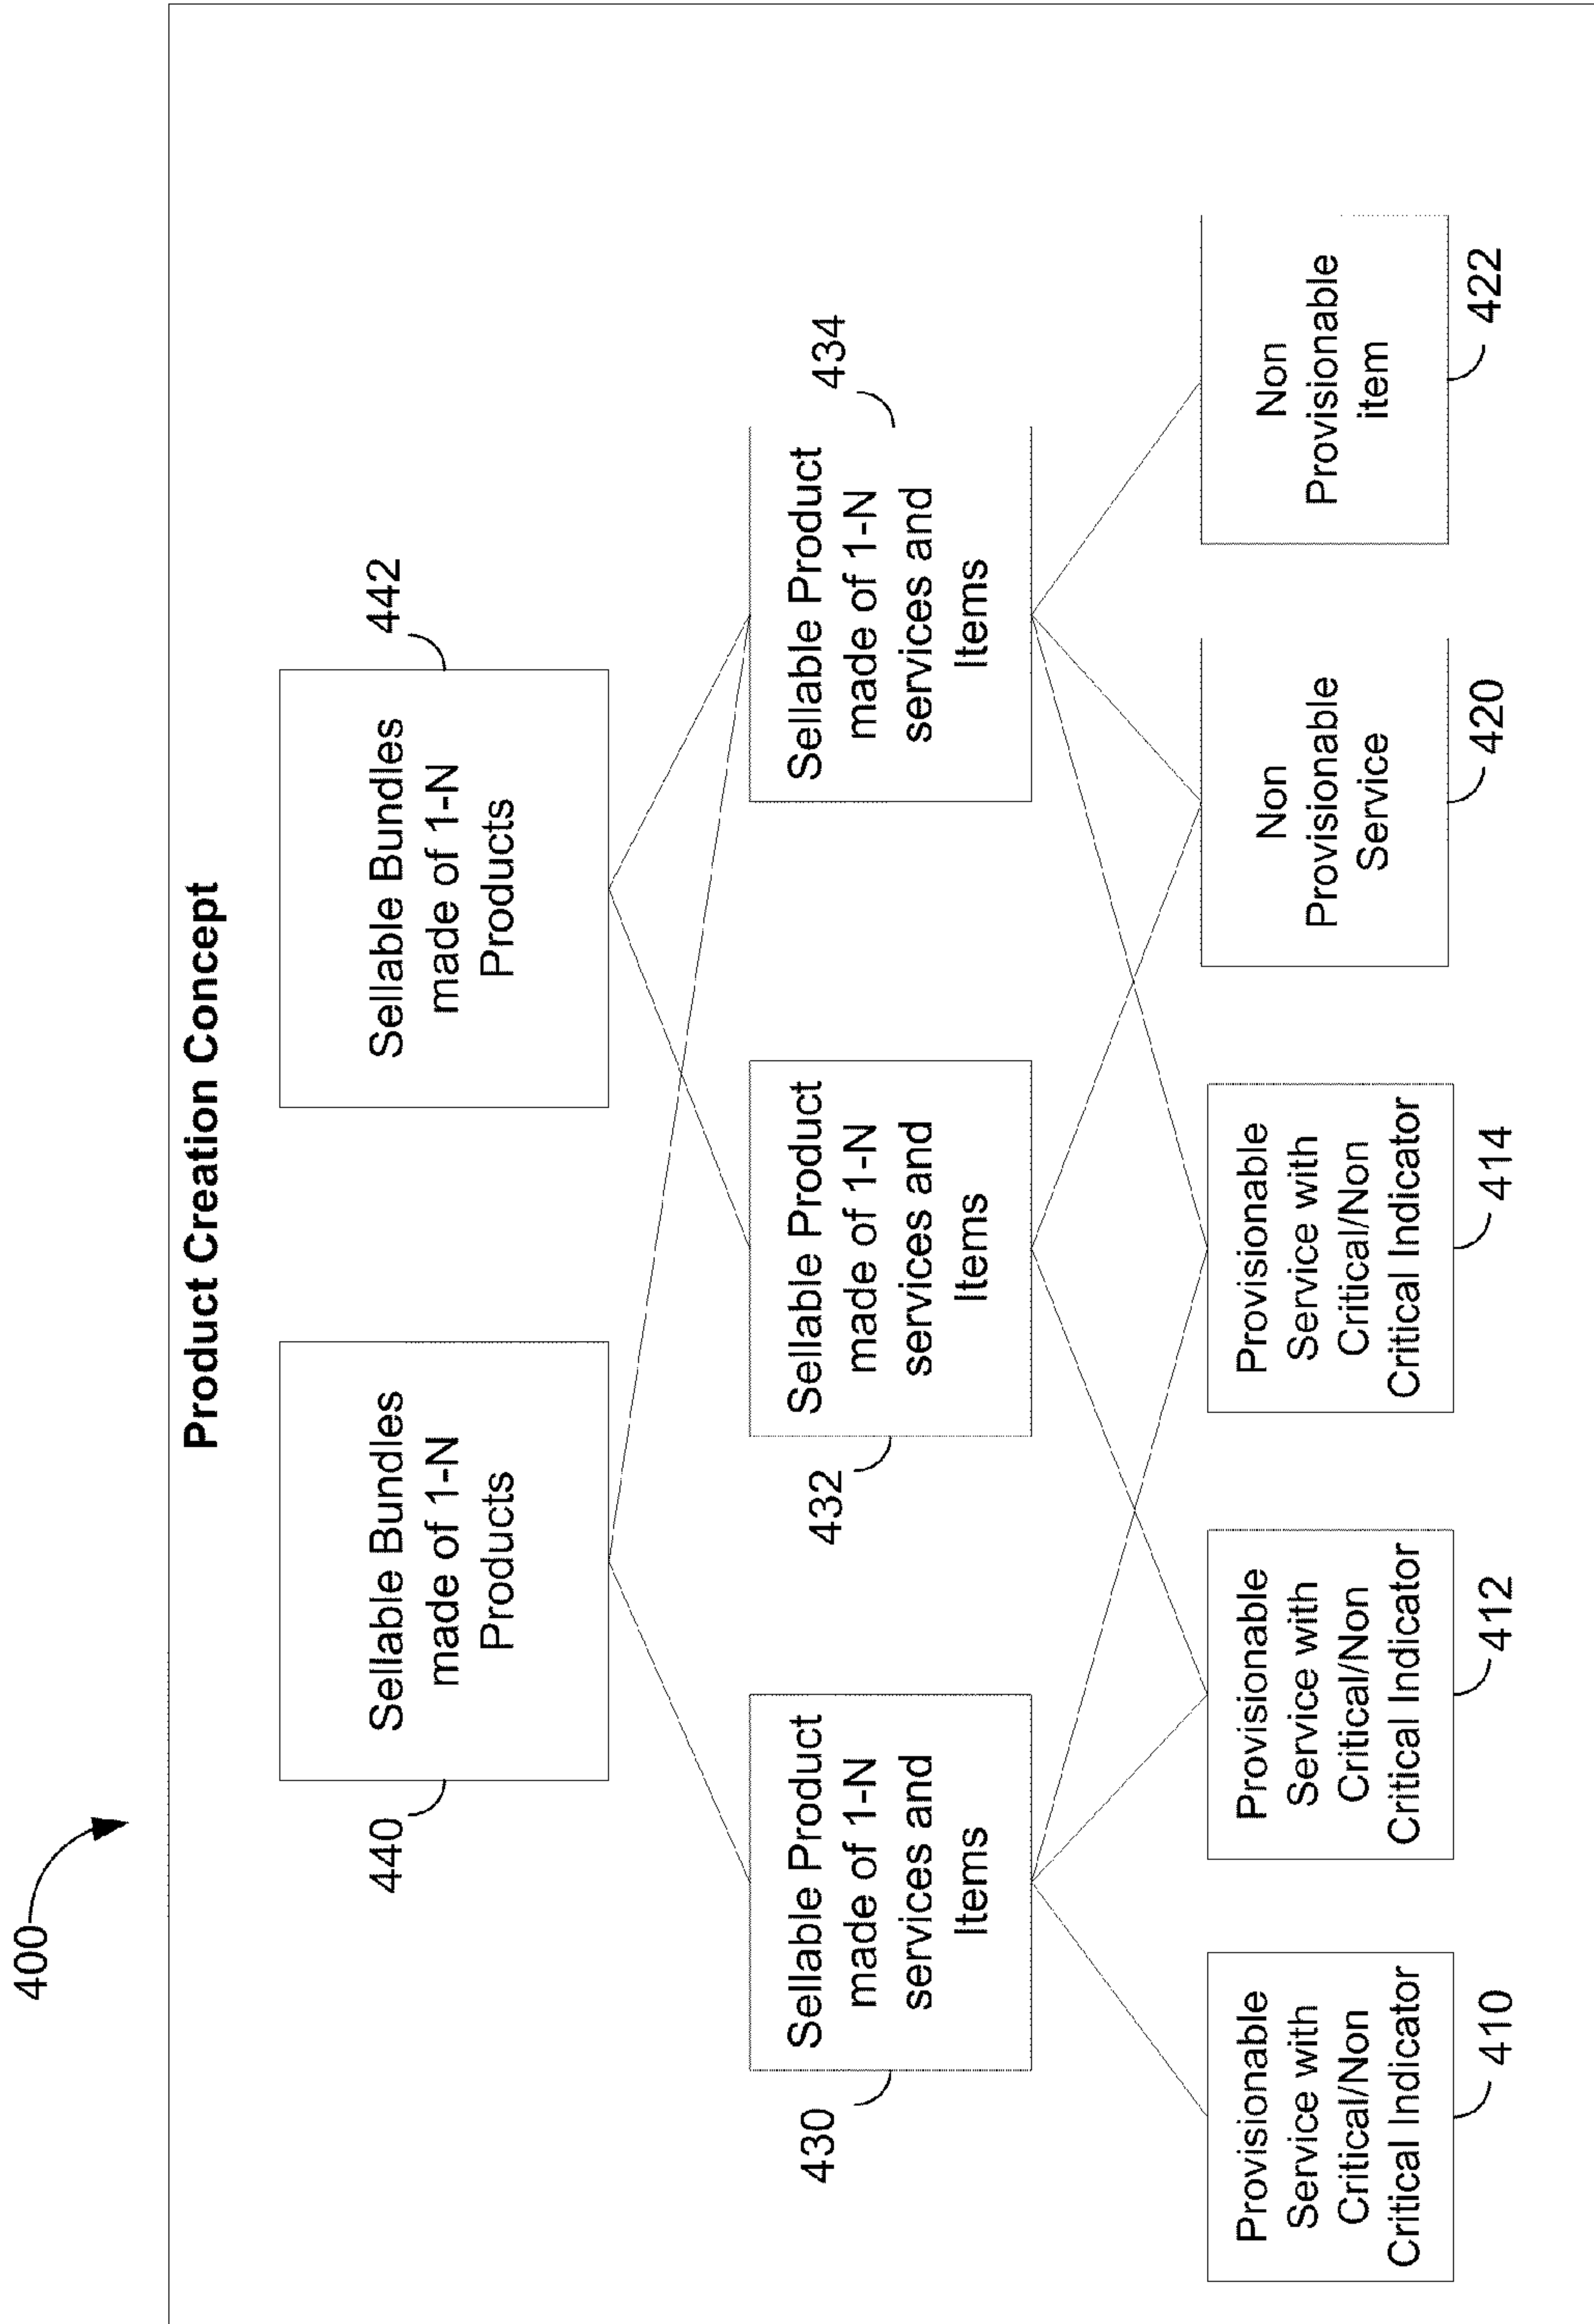 400
Product Creation Concept
440
Sellable Bundles
made of 1-N
Products
442
Sellable Bundles
made of 1-N
Products
430
Sellable Product
made of 1-N
services and
Items
432
Sellable Product
made of 1-N
services and
Items
434
Sellable Product
made of 1-N
services and
Items
Provisionable
Service with
Critical/Non
Critical Indicator
410
Provisionable
Service with
Critical/Non
Critical Indicator
412
Provisionable
Service with
Critical/Non
Critical Indicator
414
Non
Provisionable
Service
420
Non
Provisionable
item
422